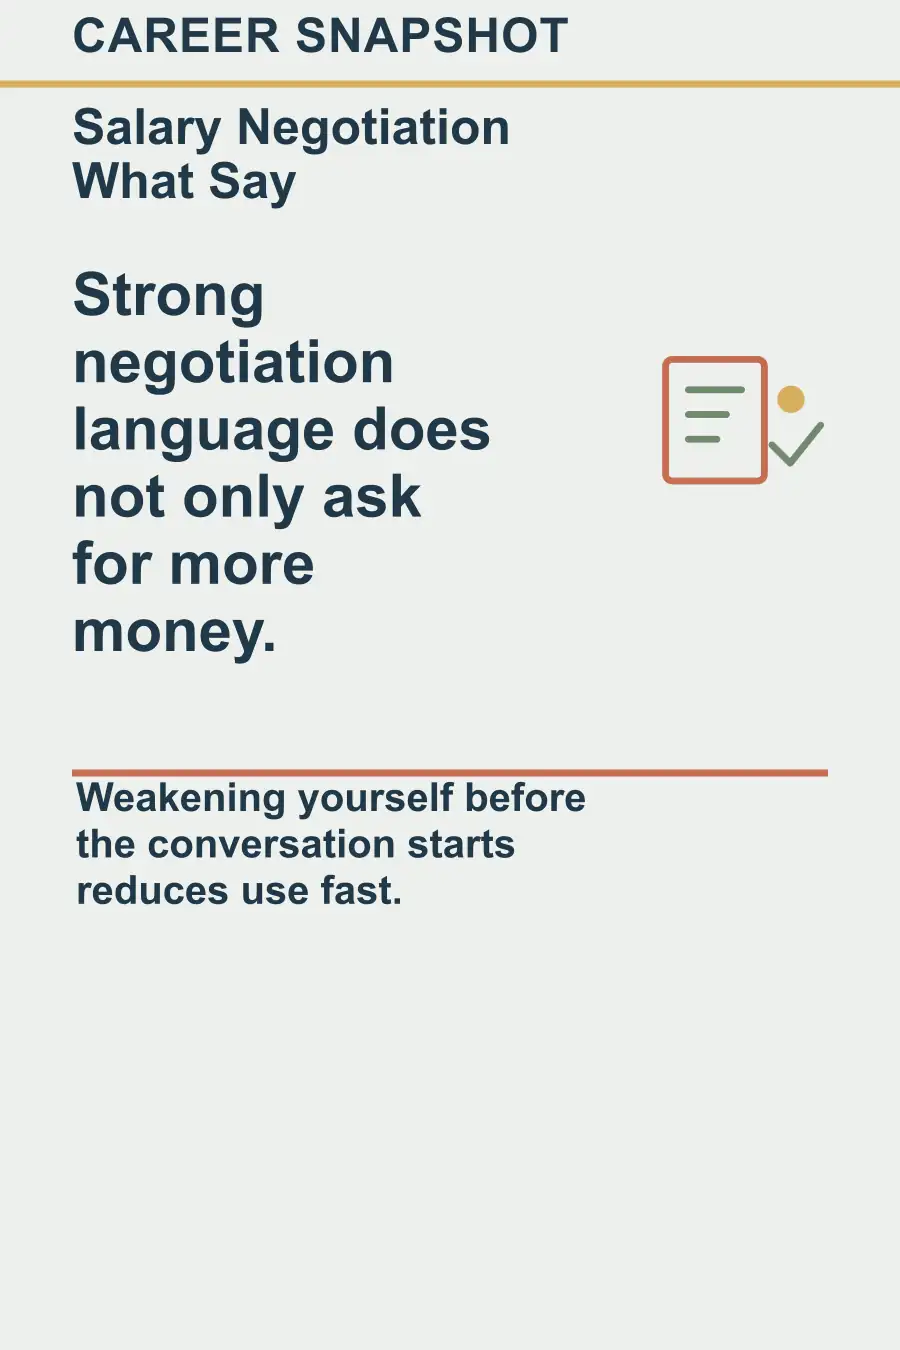 CAREER SNAPSHOT
Salary Negotiation
What Say
Strong
negotiation
language does
not only ask
for more
money.
Weakening yourself before
the conversation starts
reduces use fast.